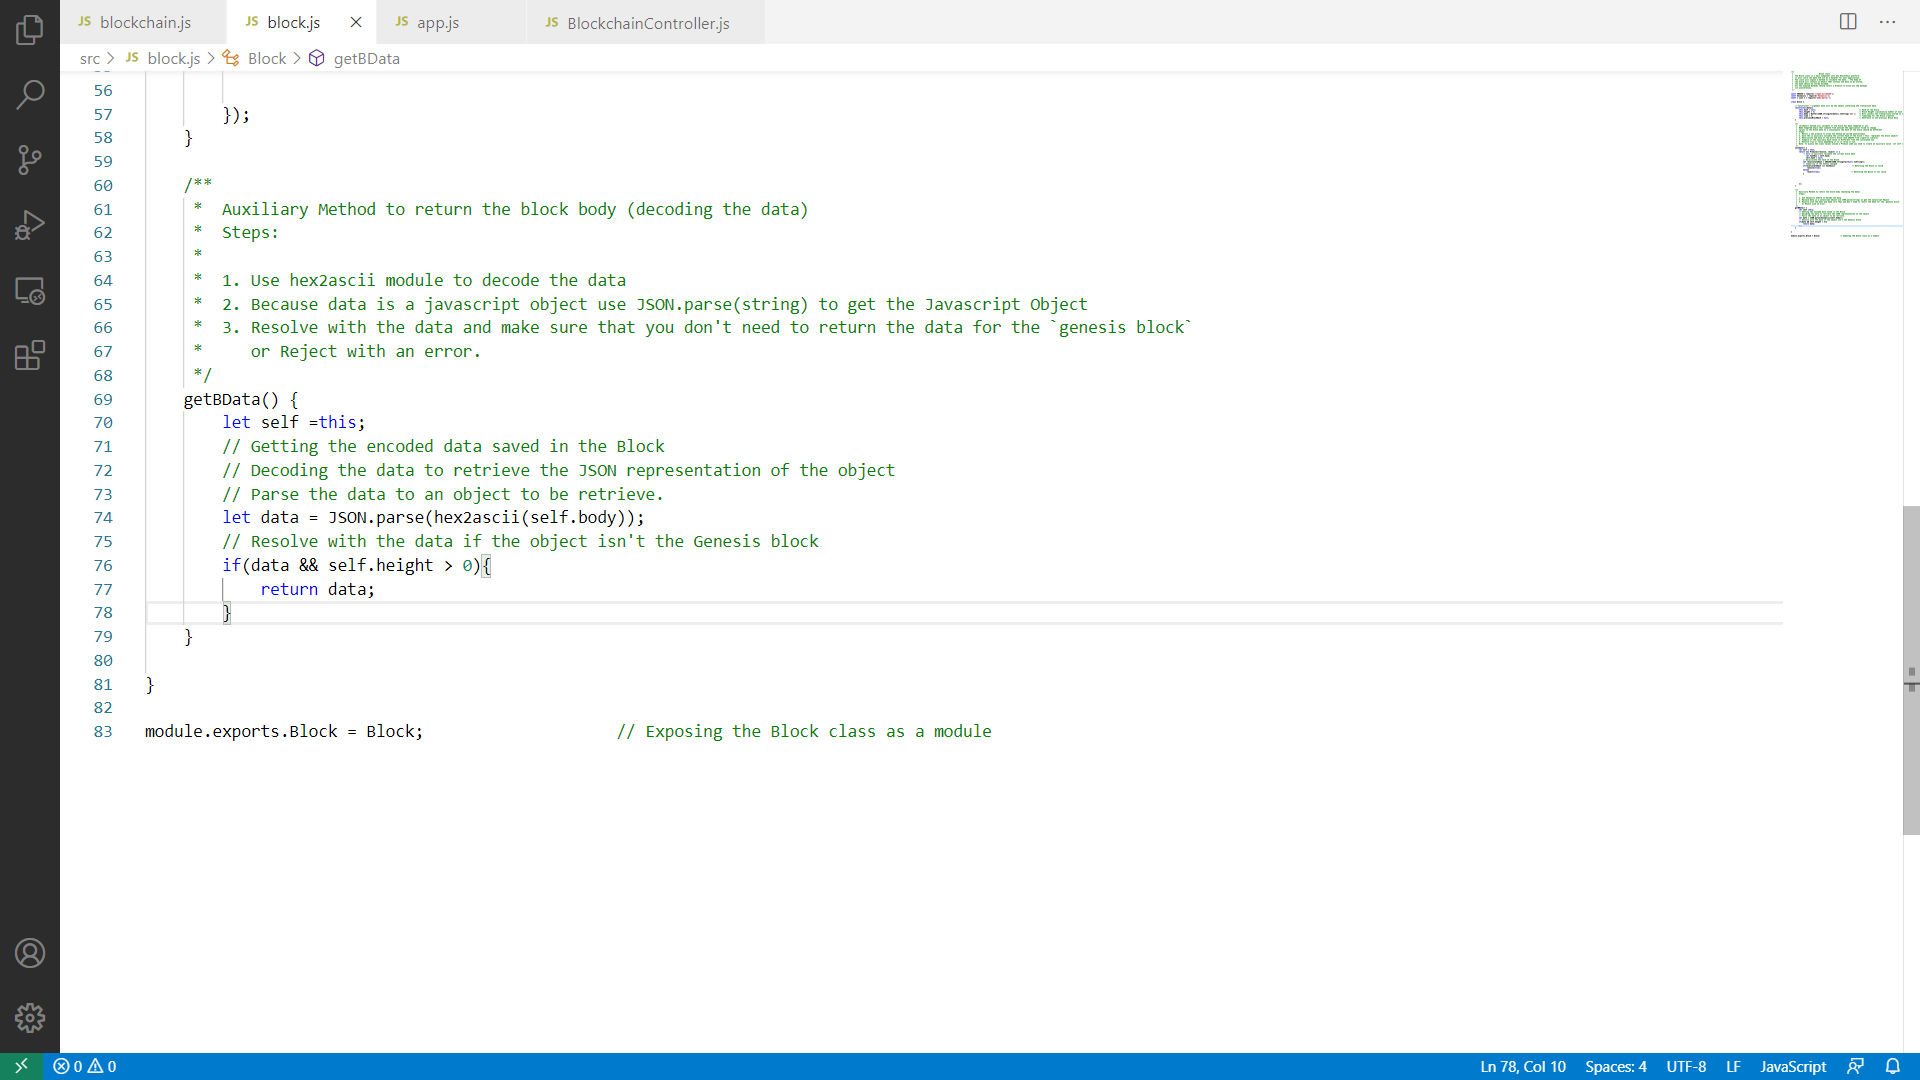 JS blockchain.js
JS block.js
JS app.js
JS BlockchainController.js
src > JS block.js > Block > getBData
56
57 });
58 }
59
60 /**
61 *  Auxiliary Method to return the block body (decoding the data)
62 *  Steps:
63 *
64 *  1. Use hex2ascii module to decode the data
65 *  2. Because data is a javascript object use JSON.parse(string) to get the Javascript Object
66 *  3. Resolve with the data and make sure that you don't need to return the data for the `genesis block`
67 *     or Reject with an error.
68 */
69 getBData() {
70 let self =this;
71 // Getting the encoded data saved in the Block
72 // Decoding the data to retrieve the JSON representation of the object
73 // Parse the data to an object to be retrieve.
74 let data = JSON.parse(hex2ascii(self.body));
75 // Resolve with the data if the object isn't the Genesis block
76 if(data && self.height > 0){
77 return data;
78 }
79 }
80
81 }
82
83 module.exports.Block = Block;                    // Exposing the Block class as a module
0 0 Ln 78, Col 10 Spaces: 4 UTF-8 LF JavaScript